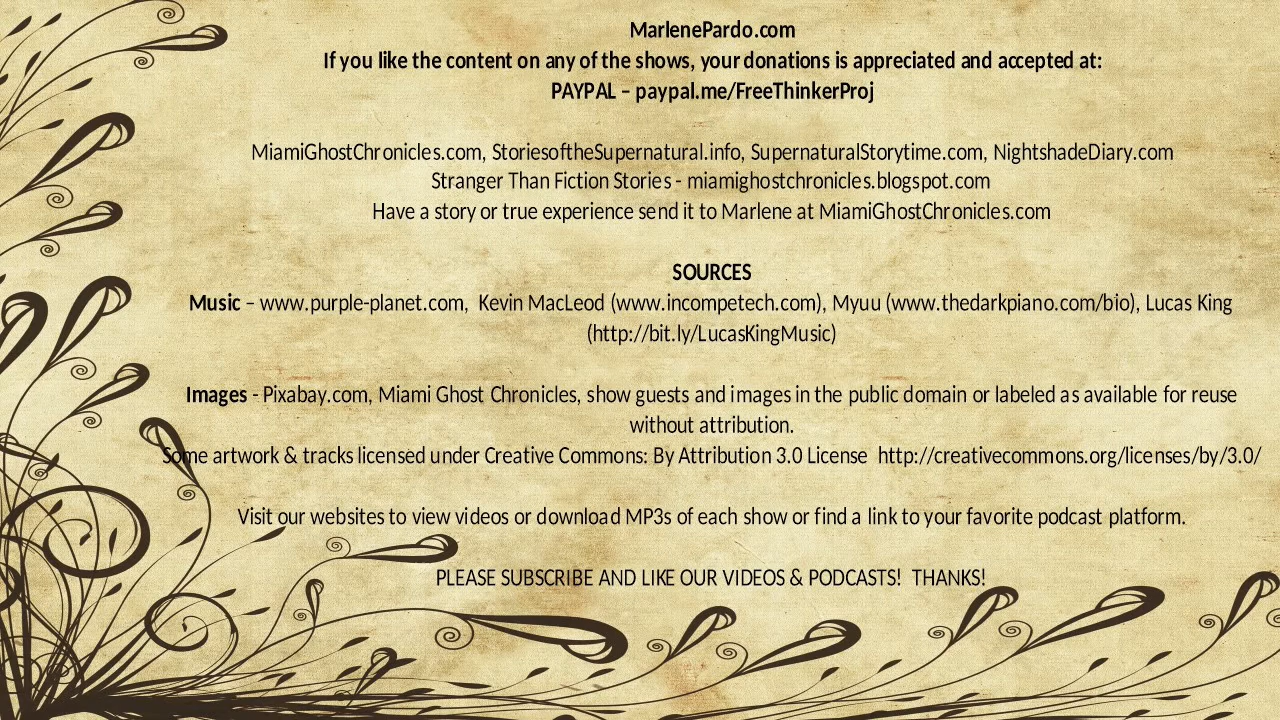 MarlenePardo.com
If you like the content on any of the shows, your donations is appreciated and accepted at:
PAYPAL – paypal.me/FreeThinkerProj
MiamiGhostChronicles.com, StoriesoftheSupernatural.info, SupernaturalStorytime.com, NightshadeDiary.com
Stranger Than Fiction Stories - miamighostchronicles.blogspot.com
Have a story or true experience send it to Marlene at MiamiGhostChronicles.com
SOURCES
Music – www.purple-planet.com, Kevin MacLeod (www.incompetech.com), Myuu (www.thedarkpiano.com/bio), Lucas King
(http://bit.ly/LucasKingMusic)
Images - Pixabay.com, Miami Ghost Chronicles, show guests and images in the public domain or labeled as available for reuse
without attribution.
Some artwork & tracks licensed under Creative Commons: By Attribution 3.0 License http://creativecommons.org/licenses/by/3.0/
Visit our websites to view videos or download MP3s of each show or find a link to your favorite podcast platform.
PLEASE SUBSCRIBE AND LIKE OUR VIDEOS & PODCASTS! THANKS!